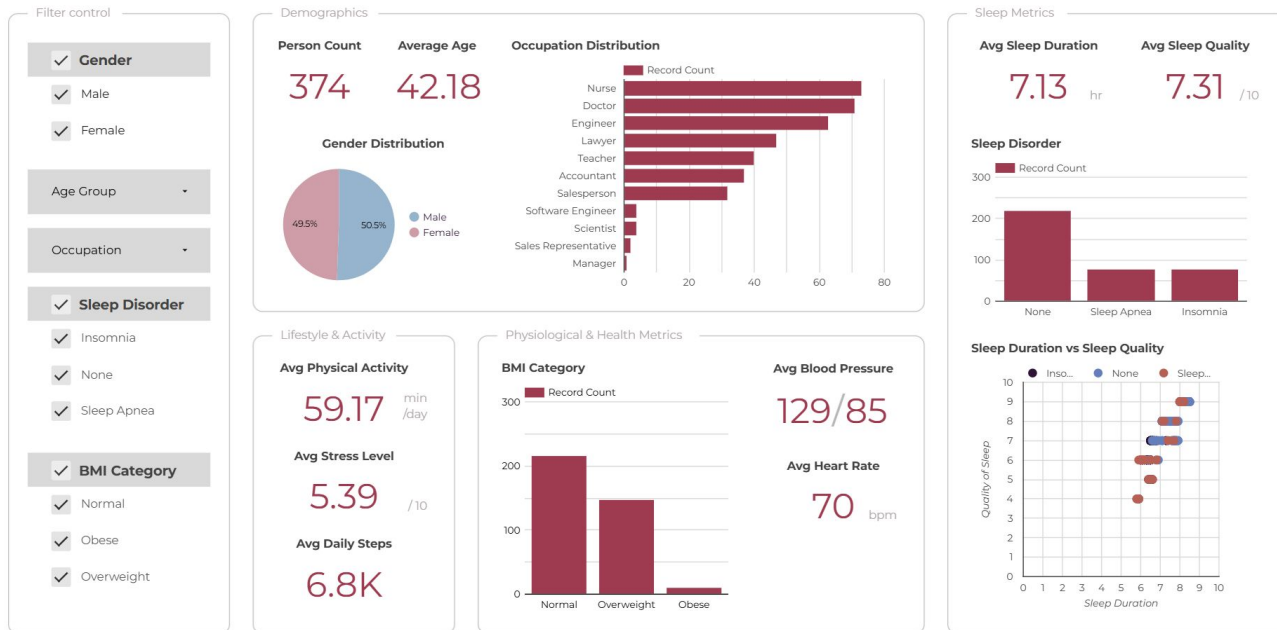 Filter control
Gender
Male
Female
Age Group
Occupation
Sleep Disorder
Insomnia
None
Sleep Apnea
BMI Category
Normal
Obese
Overweight
Demographics
Person Count
374
Average Age
42.18
Gender Distribution
49.5%
50.5%
Male
Female
Occupation Distribution
Record Count
Nurse
Doctor
Engineer
Lawyer
Teacher
Accountant
Salesperson
Software Engineer
Scientist
Sales Representative
Manager
0 20 40 60 80
Lifestyle & Activity
Avg Physical Activity
59.17 min
/day
Avg Stress Level
5.39 / 10
Avg Daily Steps
6.8K
Physiological & Health Metrics
BMI Category
Record Count
300
200
100
0
Normal Overweight Obese
Avg Blood Pressure
129/85
Avg Heart Rate
70 bpm
Sleep Metrics
Avg Sleep Duration
7.13 hr
Avg Sleep Quality
7.31 / 10
Sleep Disorder
Record Count
300
200
100
0
None Sleep Apnea Insomnia
Sleep Duration vs Sleep Quality
Inso... None Sleep...
Quality of Sleep
10
9
8
7
6
5
4
3
2
1
0
0 1 2 3 4 5 6 7 8 9 10
Sleep Duration